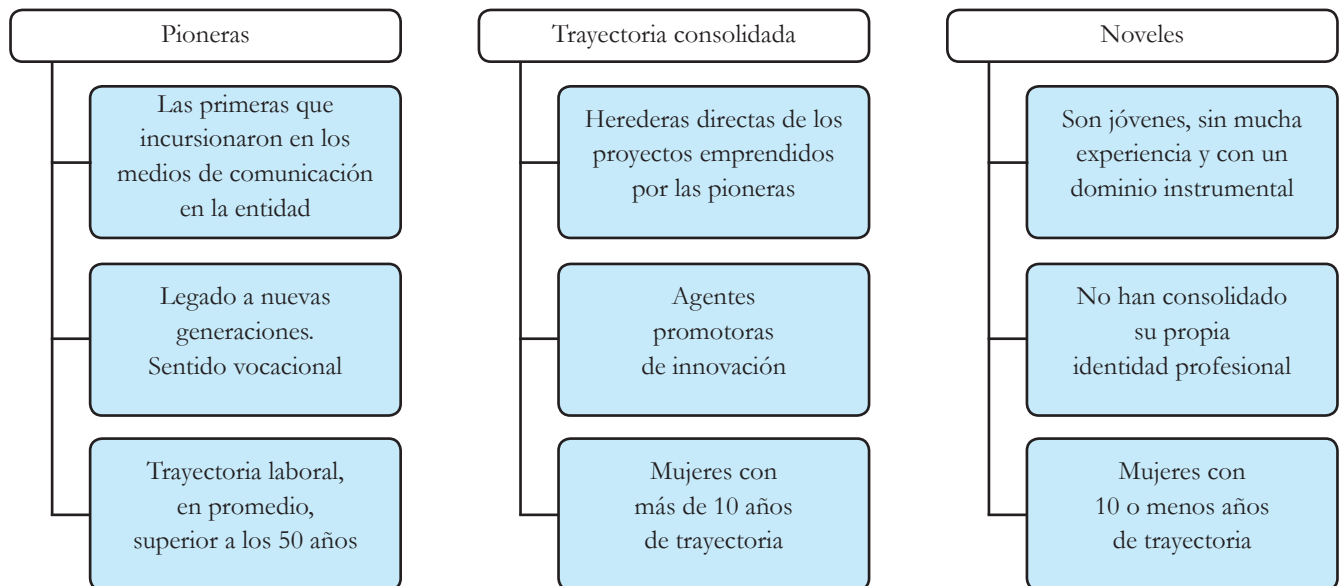 Pioneras
Las primeras que
incursionaron en los
medios de comunicación
en la entidad
Legado a nuevas
generaciones.
Sentido vocacional
Trayectoria laboral,
en promedio,
superior a los 50 años
Trayectoria consolidada
Herederas directas de los
proyectos emprendidos
por las pioneras
Agentes
promotoras
de innovación
Mujeres con
más de 10 años
de trayectoria
Noveles
Son jóvenes, sin mucha
experiencia y con un
dominio instrumental
No han consolidado
su propia
identidad profesional
Mujeres con
10 o menos años
de trayectoria